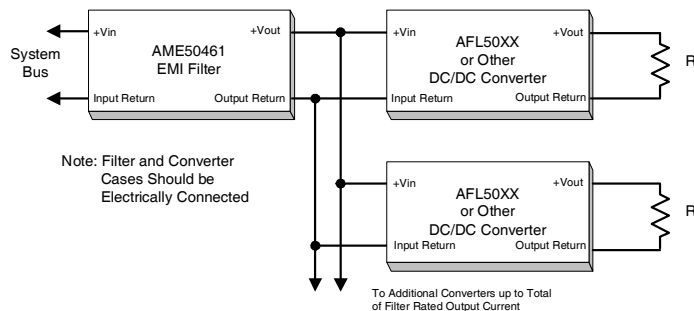 System
Bus
+Vin
+Vout
AME50461
EMI Filter
Input Return
Output Return
+Vin
+Vout
AFL50XX
or Other
DC/DC Converter
Input Return
Output Return
R
Note: Filter and Converter
Cases Should be
Electrically Connected
+Vin
+Vout
AFL50XX
or Other
DC/DC Converter
Input Return
Output Return
R
To Additional Converters up to Total
of Filter Rated Output Current